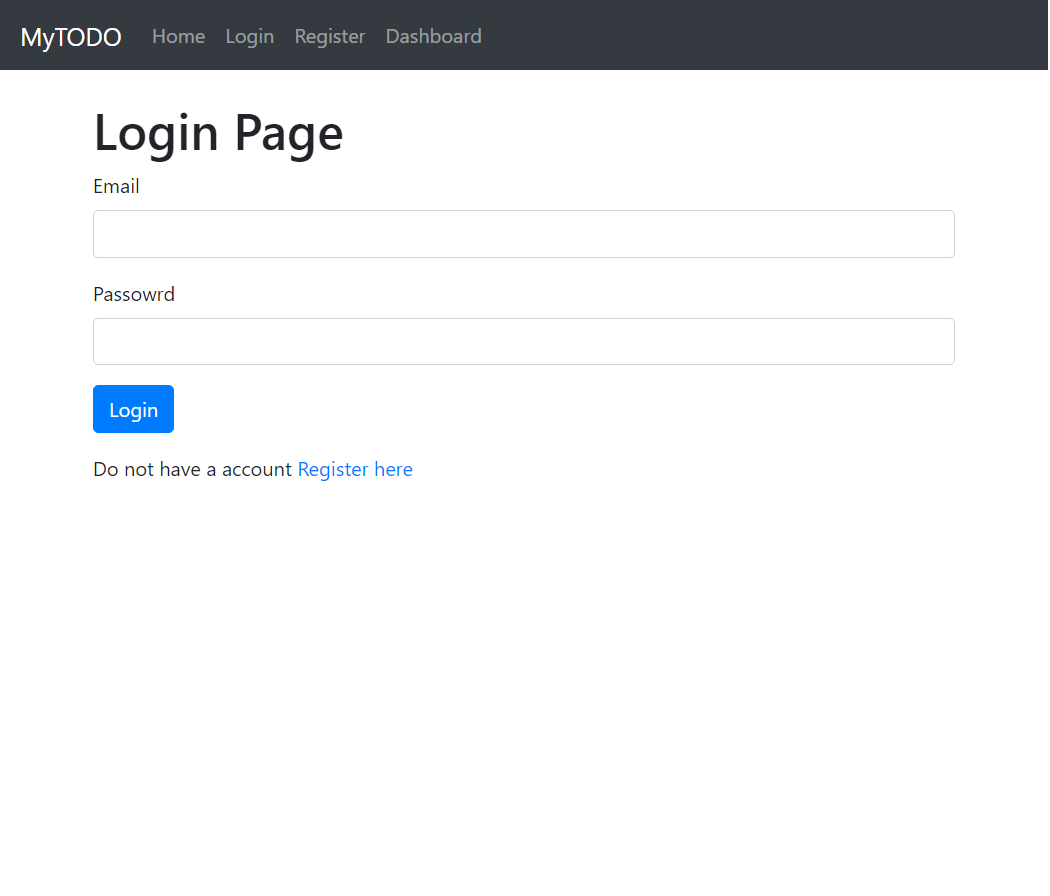 MyTODO Home Login Register Dashboard
Login Page
Email
Passowrd
Login
Do not have a account Register here